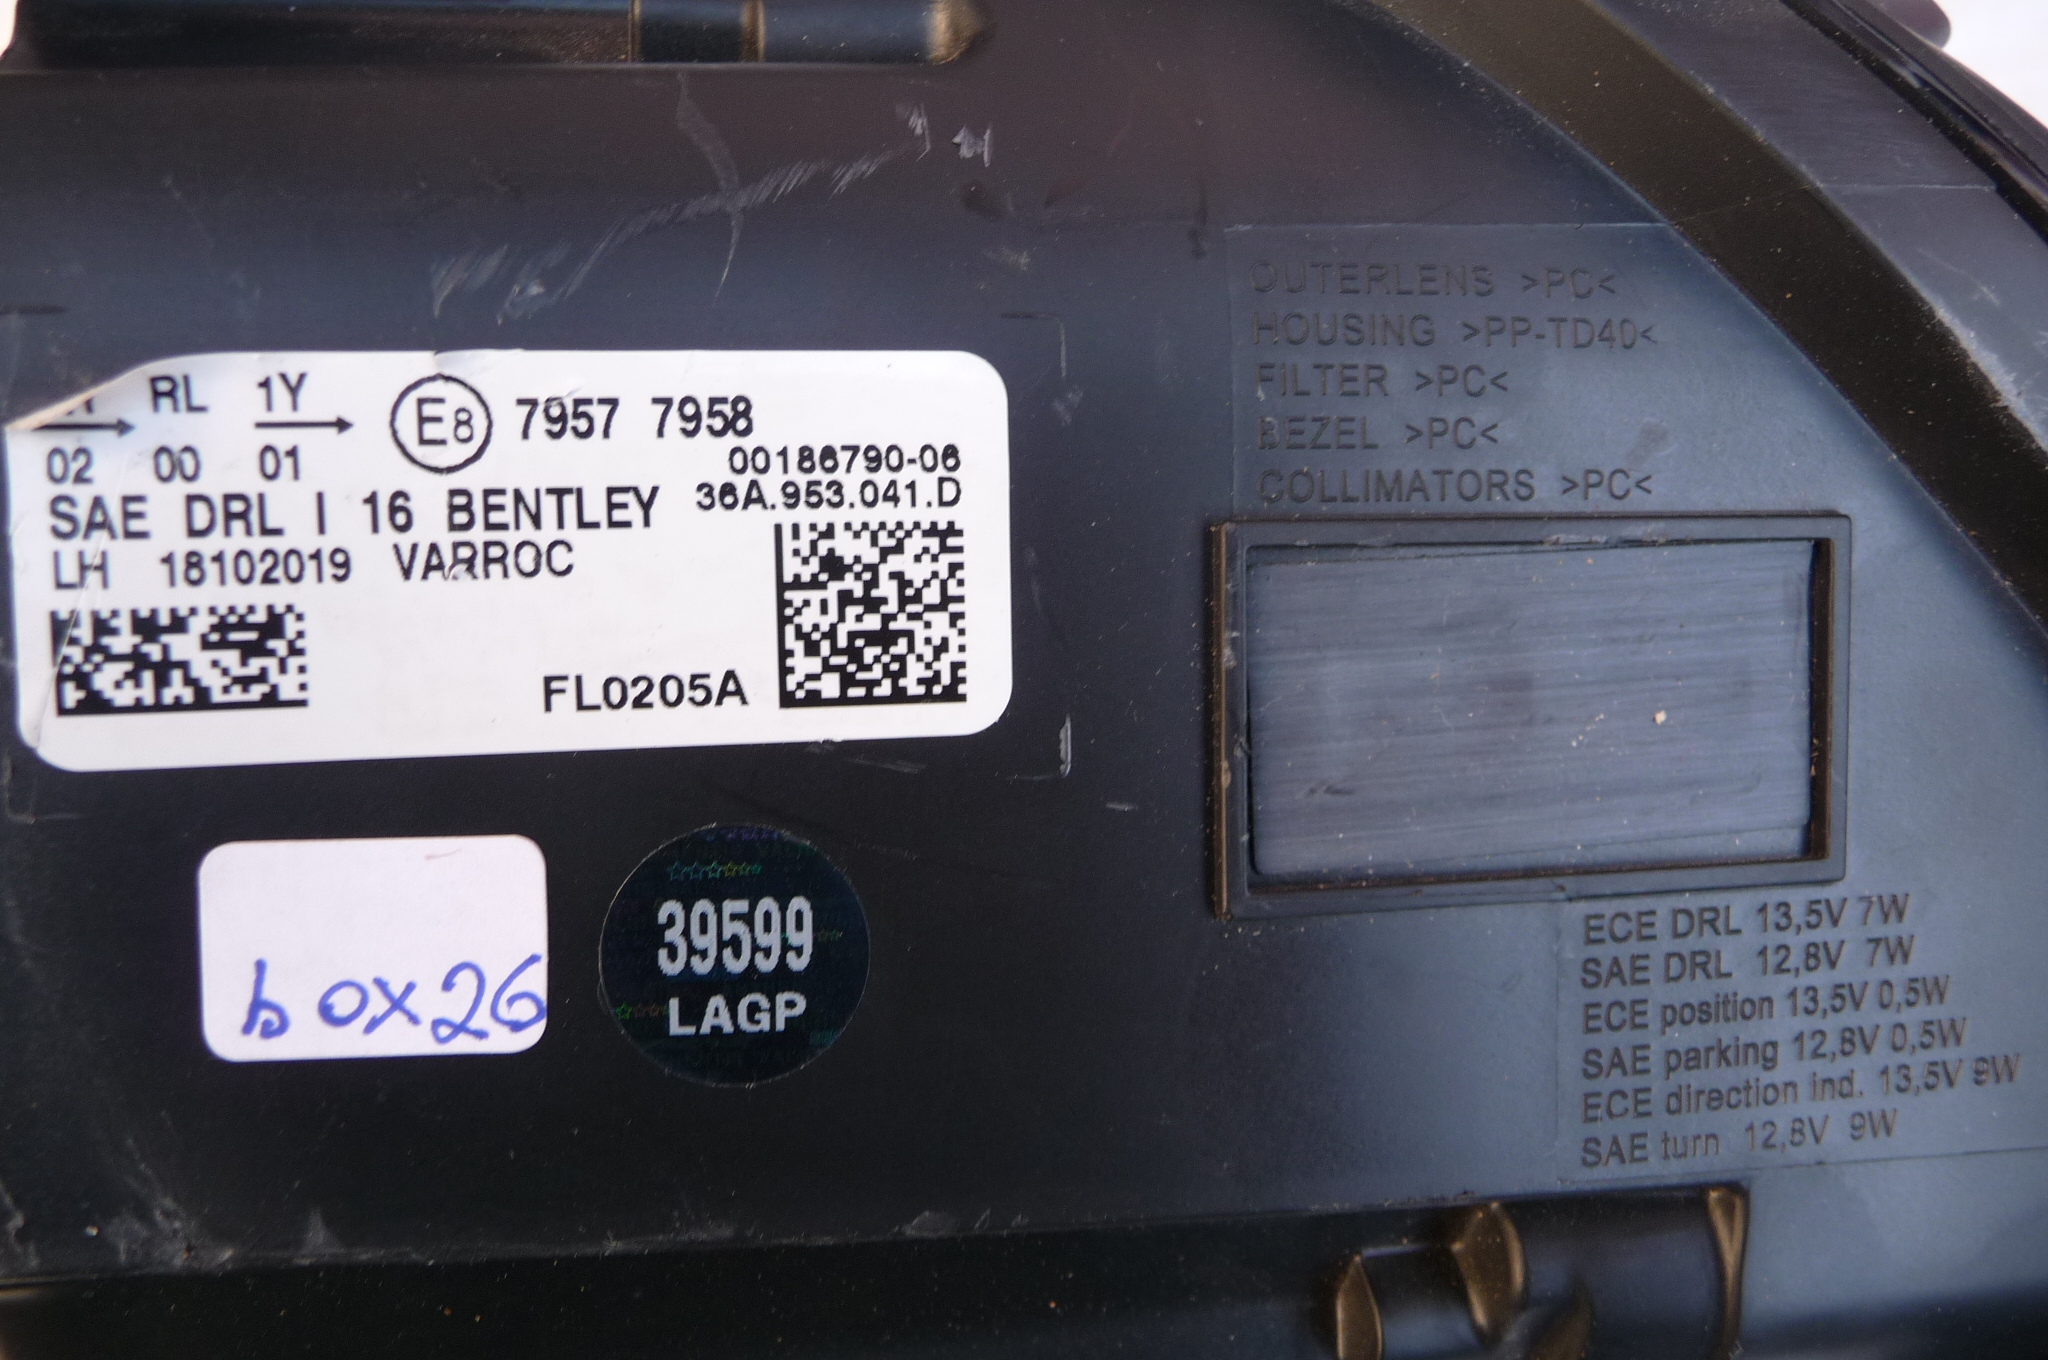 RL 1Y
E8 7957 7958
02 00 01
00186790-06
SAE DRL I 16 BENTLEY 36A.953.041.D
LH 18102019 VARROC
FL0205A
box26
39599
LAGP
OUTERLENS >PC<
HOUSING >PP-TD40<
FILTER >PC<
BEZEL >PC<
COLLIMATORS >PC<
ECE DRL 13,5V 7W
SAE DRL 12,8V 7W
ECE position 13,5V 0,5W
SAE parking 12,8V 0,5W
ECE direction ind. 13,5V 9W
SAE turn 12,8V 9W